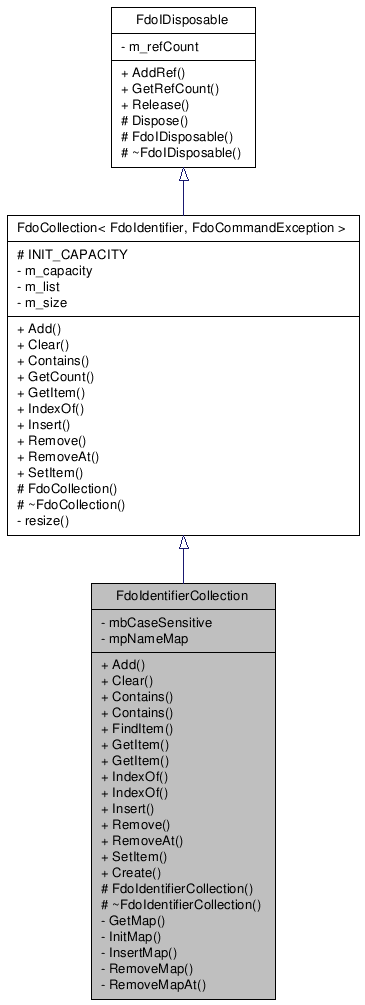 FdoIDisposable
- m_refCount
+ AddRef()
+ GetRefCount()
+ Release()
# Dispose()
# FdoIDisposable()
# ~FdoIDisposable()
FdoCollection< FdoIdentifier, FdoCommandException >
# INIT_CAPACITY
- m_capacity
- m_list
- m_size
+ Add()
+ Clear()
+ Contains()
+ GetCount()
+ GetItem()
+ IndexOf()
+ Insert()
+ Remove()
+ RemoveAt()
+ SetItem()
# FdoCollection()
# ~FdoCollection()
- resize()
FdoIdentifierCollection
- mbCaseSensitive
- mpNameMap
+ Add()
+ Clear()
+ Contains()
+ Contains()
+ FindItem()
+ GetItem()
+ GetItem()
+ IndexOf()
+ IndexOf()
+ Insert()
+ Remove()
+ RemoveAt()
+ SetItem()
+ Create()
# FdoIdentifierCollection()
# ~FdoIdentifierCollection()
- GetMap()
- InitMap()
- InsertMap()
- RemoveMap()
- RemoveMapAt()